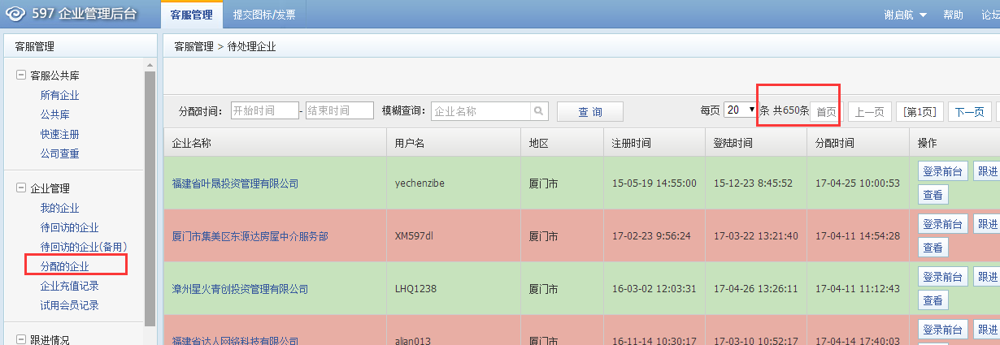 597 企业管理后台 客服管理 提交图标/发票 谢启航 帮助 论坛
客服管理
客服公共库
所有企业
公共库
快速注册
公司查重
企业管理
我的企业
待回访的企业
待回访的企业(备用)
分配的企业
企业充值记录
试用会员记录
跟进情况
客服管理 > 待处理企业
分配时间： 开始时间 - 结束时间 模糊查询： 企业名称 查 询 每页 20 条 共650条 首页 上一页 [第1页] 下一页
企业名称 用户名 地区 注册时间 登陆时间 分配时间 操作
福建省叶晟投资管理有限公司 yechenzibe 厦门市 15-05-19 14:55:00 15-12-23 8:45:52 17-04-25 10:00:53 登录前台 跟进
查看
厦门市集美区东源达房屋中介服务部 XM597dl 厦门市 17-02-23 9:56:24 17-03-22 13:21:40 17-04-11 14:54:28 登录前台 跟进
查看
漳州星火青创投资管理有限公司 LHQ1238 厦门市 16-03-02 12:03:31 17-04-26 13:26:11 17-04-11 11:12:43 登录前台 跟进
查看
福建省达人网络科技有限公司 alian013 厦门市 16-11-14 10:30:17 17-03-10 10:52:17 17-04-14 17:40:03 登录前台 跟进